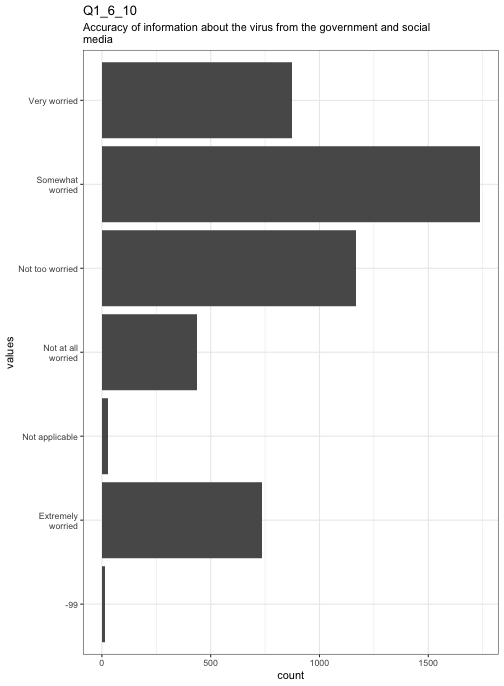 Q1_6_10
Accuracy of information about the virus from the government and social
media
values
Very worried
Somewhat
worried
Not too worried
Not at all
worried
Not applicable
Extremely
worried
-99
0 500 1000 1500
count